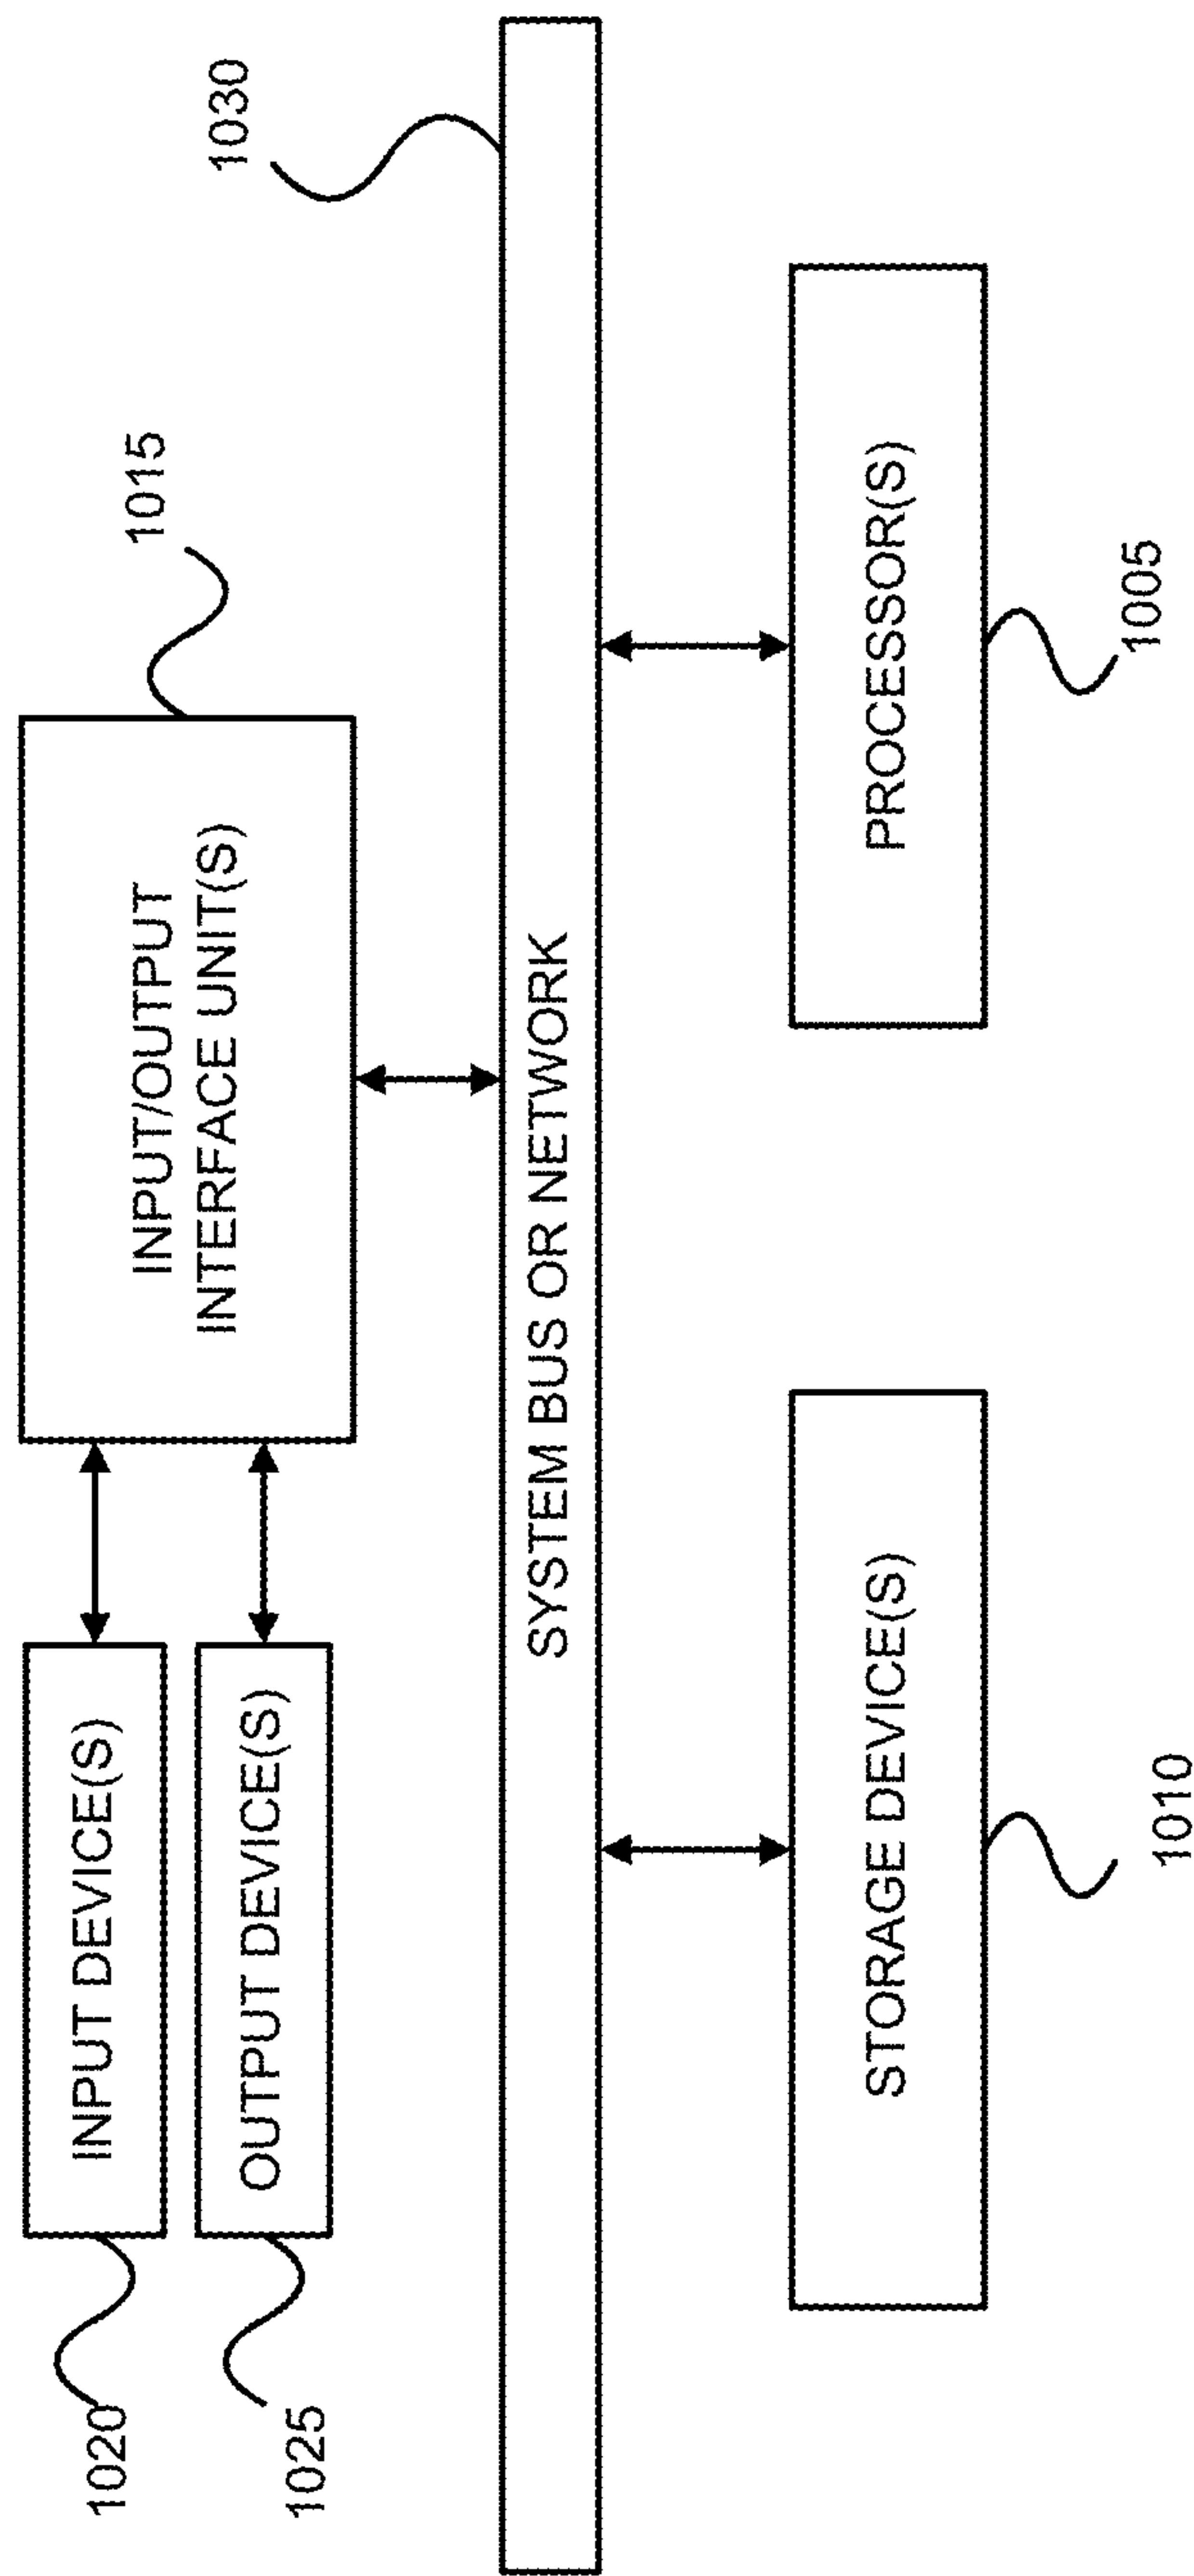 1020
INPUT DEVICE(S)
1025
OUTPUT DEVICE(S)
INPUT/OUTPUT
INTERFACE UNIT(S)
1015
1030
SYSTEM BUS OR NETWORK
STORAGE DEVICE(S)
1010
PROCESSOR(S)
1005